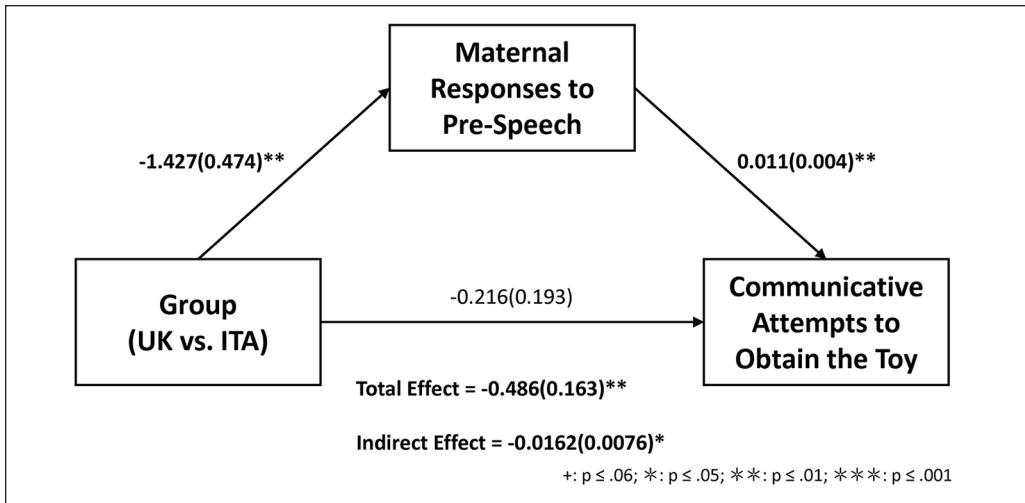 Maternal
Responses to
Pre-Speech
-1.427(0.474)**
0.011(0.004)**
Group
(UK vs. ITA)
-0.216(0.193)
Communicative
Attempts to
Obtain the Toy
Total Effect = -0.486(0.163)**
Indirect Effect = -0.0162(0.0076)*
+: p ≤ .06; *: p ≤ .05; **: p ≤ .01; ***: p ≤ .001